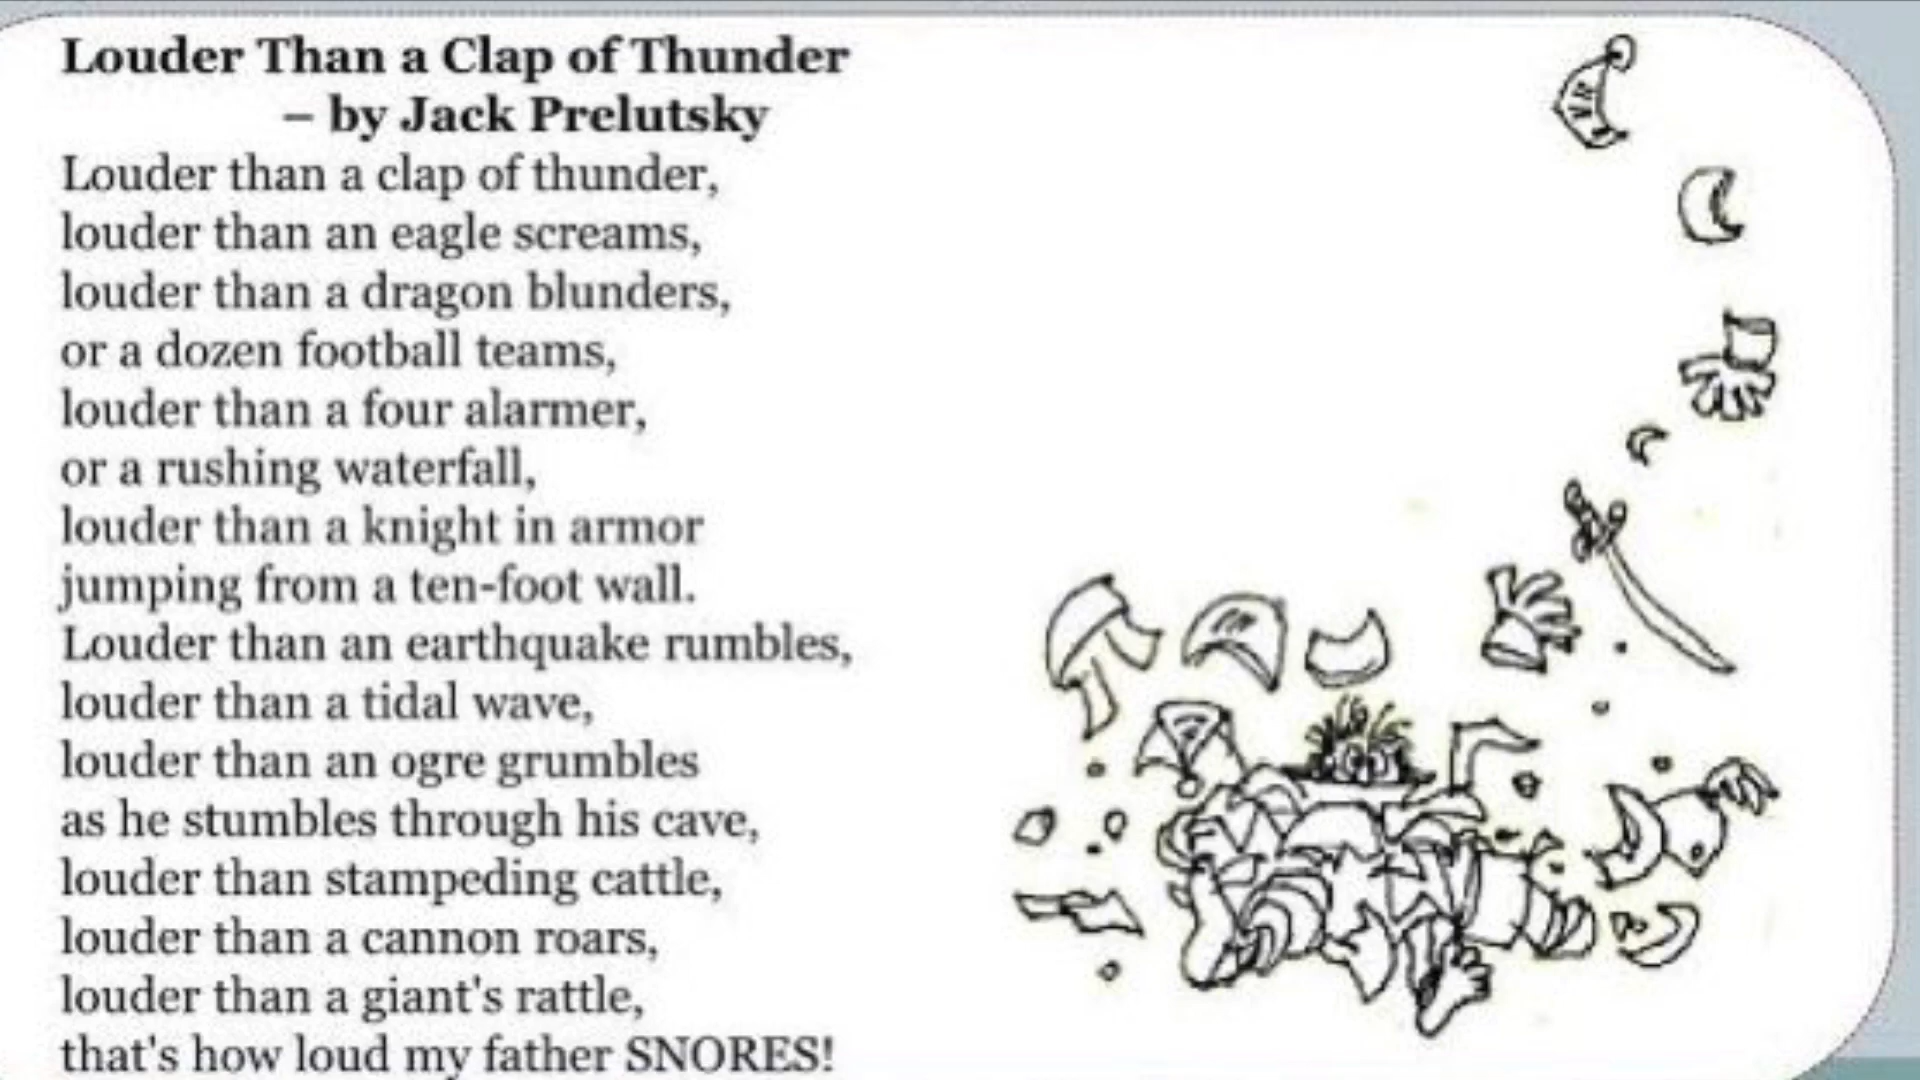 Louder Than a Clap of Thunder
– by Jack Prelutsky
Louder than a clap of thunder,
louder than an eagle screams,
louder than a dragon blunders,
or a dozen football teams,
louder than a four alarmer,
or a rushing waterfall,
louder than a knight in armor
jumping from a ten-foot wall.
Louder than an earthquake rumbles,
louder than a tidal wave,
louder than an ogre grumbles
as he stumbles through his cave,
louder than stampeding cattle,
louder than a cannon roars,
louder than a giant's rattle,
that's how loud my father SNORES!